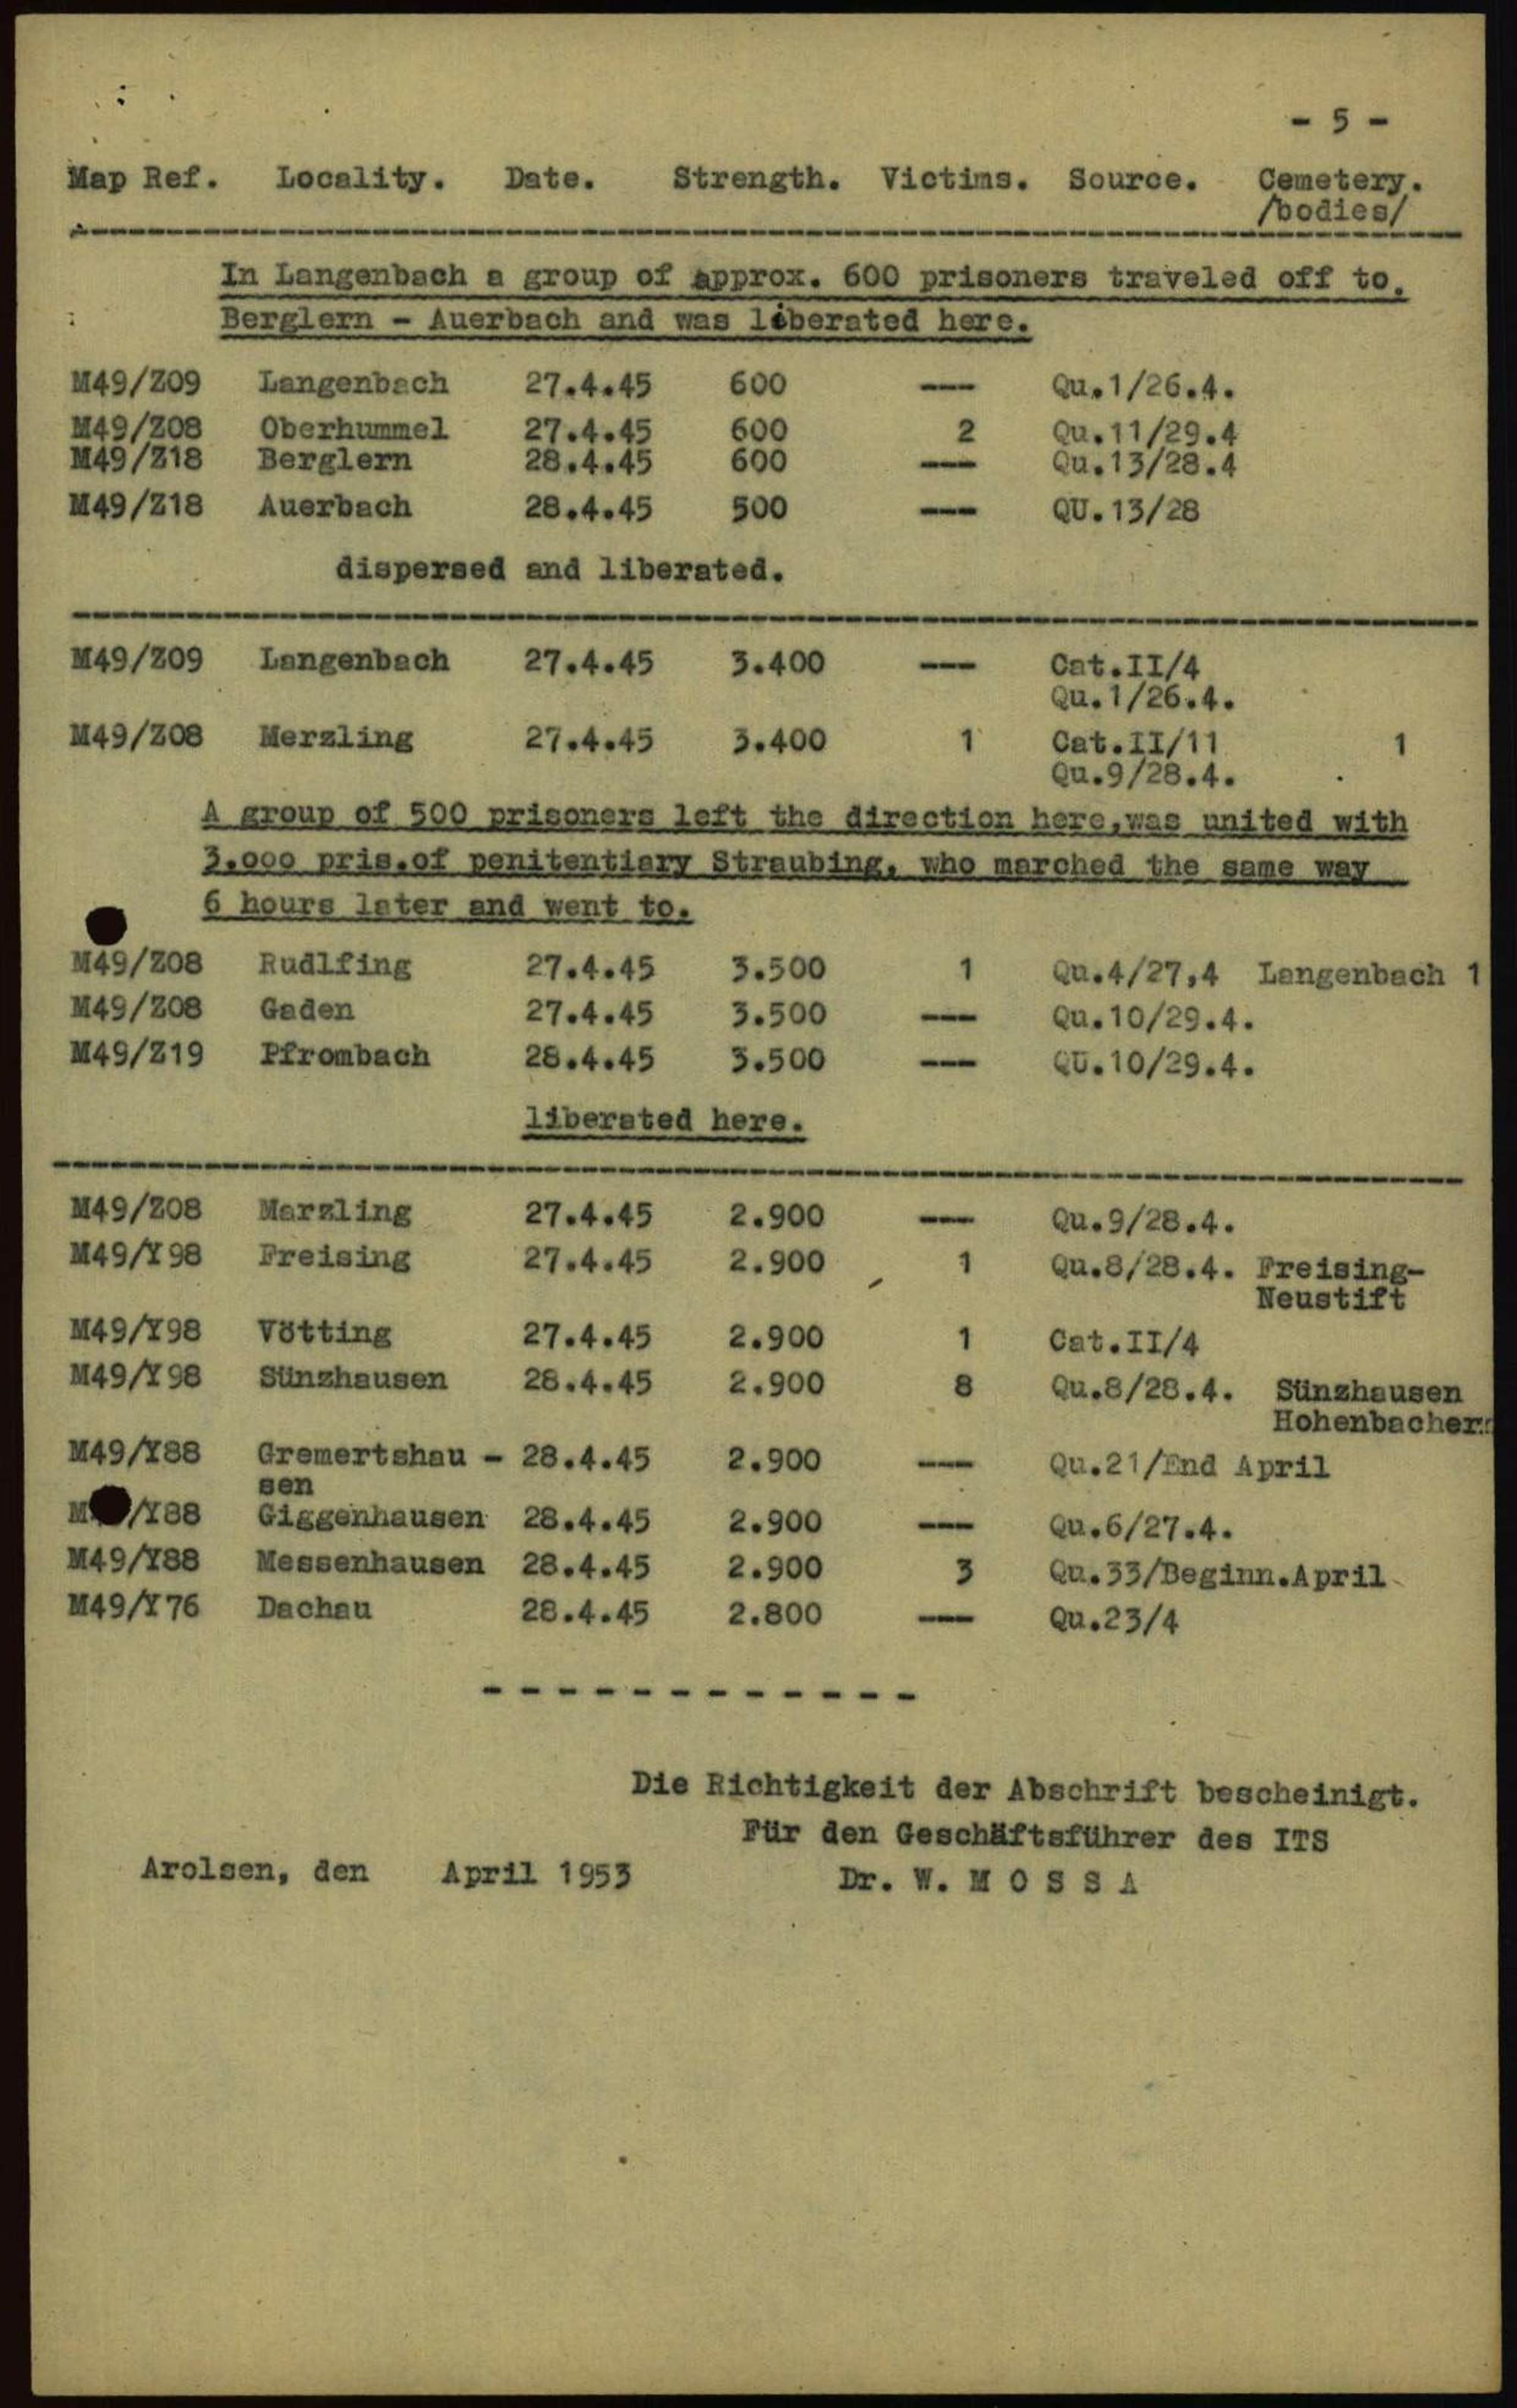 - 5 -
Map Ref. Locality. Date. Strength. Victims. Source. Cemetery.
/bodies/
In Langenbach a group of approx. 600 prisoners traveled off to.
Berglern - Auerbach and was liberated here.
M49/Z09 Langenbach 27.4.45 600 --- Qu.1/26.4.
M49/Z08 Oberhummel 27.4.45 600 2 Qu.11/29.4
M49/Z18 Berglern 28.4.45 600 --- Qu.13/28.4
M49/Z18 Auerbach 28.4.45 500 --- QU.13/28
dispersed and liberated.
M49/Z09 Langenbach 27.4.45 3.400 --- Cat.II/4
Qu.1/26.4.
M49/Z08 Merzling 27.4.45 3.400 1 Cat.II/11 1
Qu.9/28.4.
A group of 500 prisoners left the direction here,was united with
3.000 pris.of penitentiary Straubing, who marched the same way
6 hours later and went to.
M49/Z08 Rudlfing 27.4.45 3.500 1 Qu.4/27,4 Langenbach 1
M49/Z08 Gaden 27.4.45 3.500 --- Qu.10/29.4.
M49/Z19 Pfrombach 28.4.45 3.500 --- QU.10/29.4.
liberated here.
M49/Z08 Marzling 27.4.45 2.900 --- Qu.9/28.4.
M49/Y98 Freising 27.4.45 2.900 1 Qu.8/28.4. Freising-
Neustift
M49/Y98 Vötting 27.4.45 2.900 1 Cat.II/4
M49/Y98 Sünzhausen 28.4.45 2.900 8 Qu.8/28.4. Sünzhausen
Hohenbacher
M49/Y88 Gremertshau - 28.4.45 2.900 --- Qu.21/End April
sen
M /Y88 Giggenhausen 28.4.45 2.900 --- Qu.6/27.4.
M49/Y88 Messenhausen 28.4.45 2.900 3 Qu.33/Beginn.April
M49/Y76 Dachau 28.4.45 2.800 --- Qu.23/4
- - - - - - - - - - - -
Die Richtigkeit der Abschrift bescheinigt.
Für den Geschäftsführer des ITS
Arolsen, den April 1953 Dr. W. M O S S A